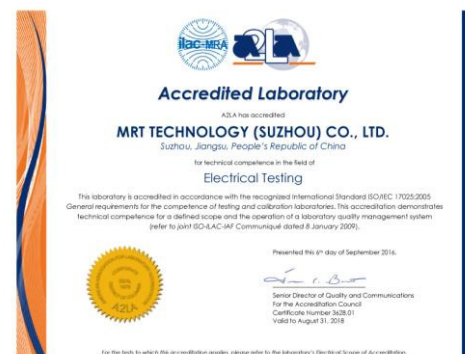 ilac-MRA
A2LA
Accredited Laboratory
A2LA has accredited
MRT TECHNOLOGY (SUZHOU) CO., LTD.
Suzhou, Jiangsu, People's Republic of China
for technical competence in the field of
Electrical Testing
This laboratory is accredited in accordance with the recognized International Standard ISO/IEC 17025:2005
General requirements for the competence of testing and calibration laboratories. This accreditation demonstrates
technical competence for a defined scope and the operation of a laboratory quality management system
(refer to joint ISO-ILAC-IAF Communiqué dated 8 January 2009).
Presented this 6th day of September 2016.
Senior Director of Quality and Communications
For the Accreditation Council
Certificate Number 3628.01
Valid to August 31, 2018
A2LA
For the tests to which this accreditation applies, please refer to the laboratory's Electrical Scope of Accreditation.